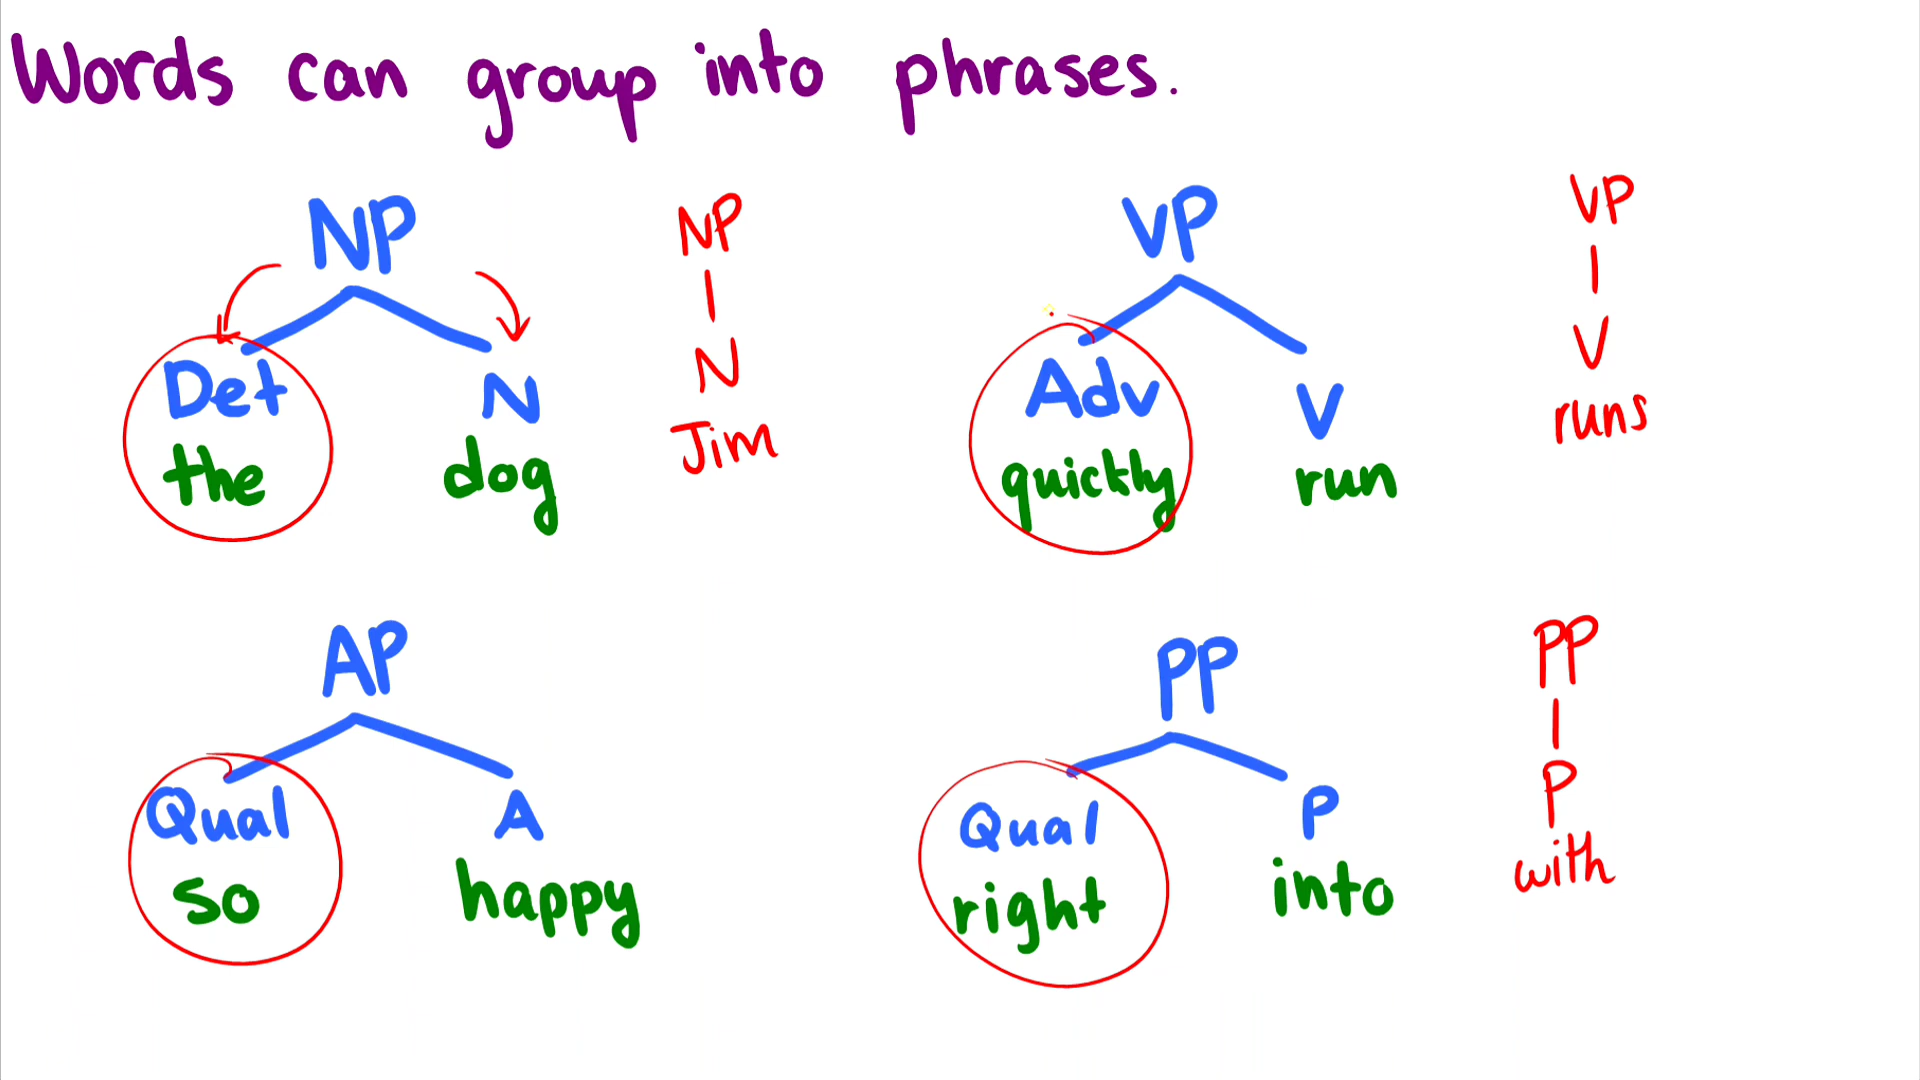 Words can group into phrases.
NP
Det N
the dog
NP
N
Jim
VP
Adv V
quickly run
VP
V
runs
AP
Qual A
so happy
PP
Qual P
right into
PP
P
with